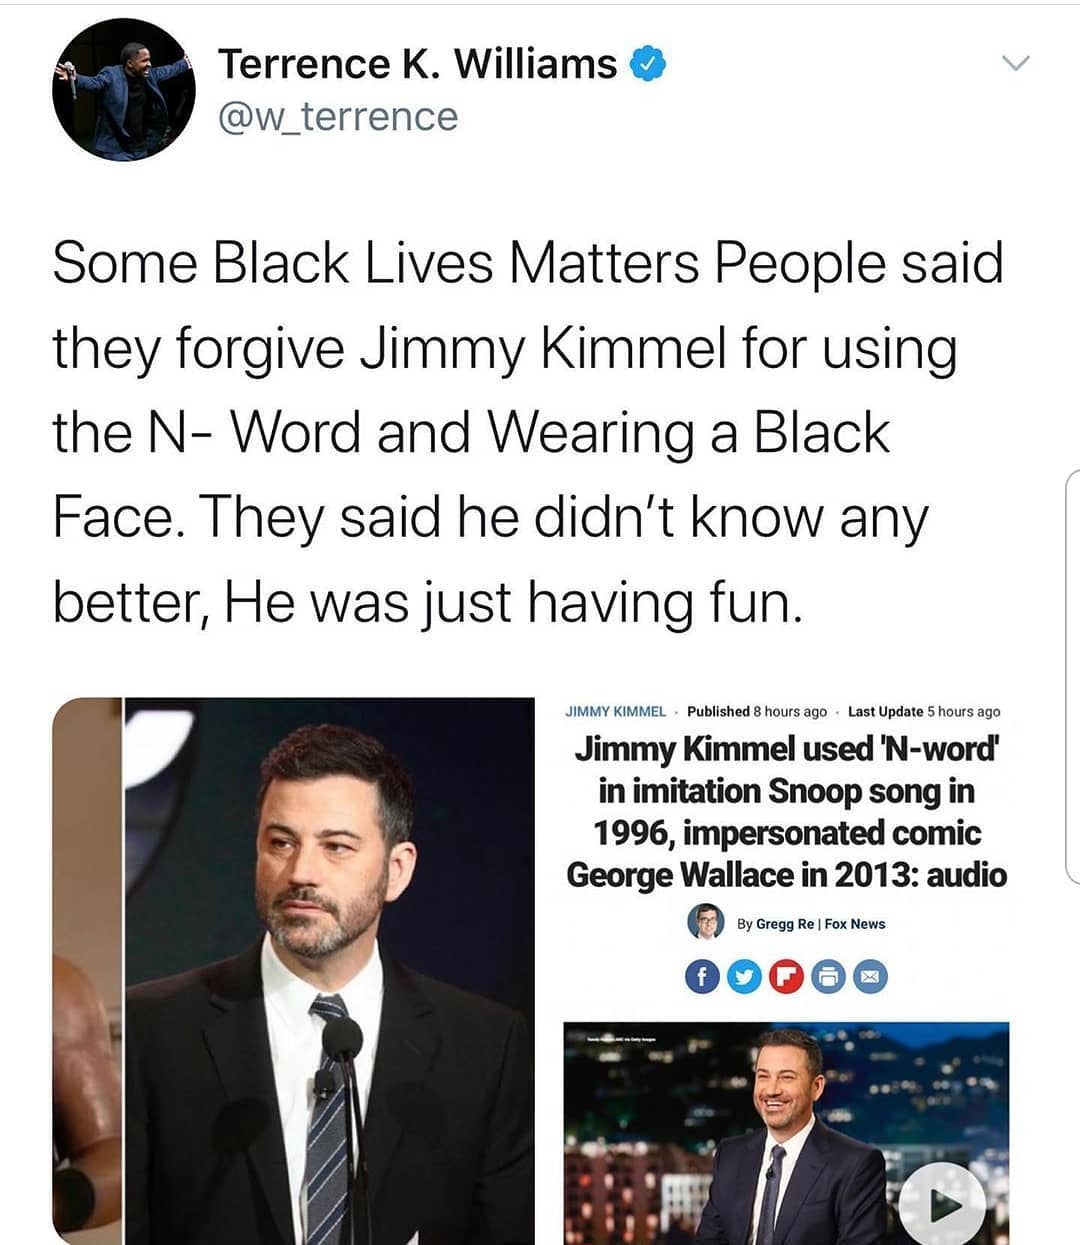 Terrence K. Williams
@w_terrence
Some Black Lives Matters People said
they forgive Jimmy Kimmel for using
the N- Word and Wearing a Black
Face. They said he didn't know any
better, He was just having fun.
JIMMY KIMMEL · Published 8 hours ago · Last Update 5 hours ago
Jimmy Kimmel used 'N-word'
in imitation Snoop song in
1996, impersonated comic
George Wallace in 2013: audio
By Gregg Re | Fox News